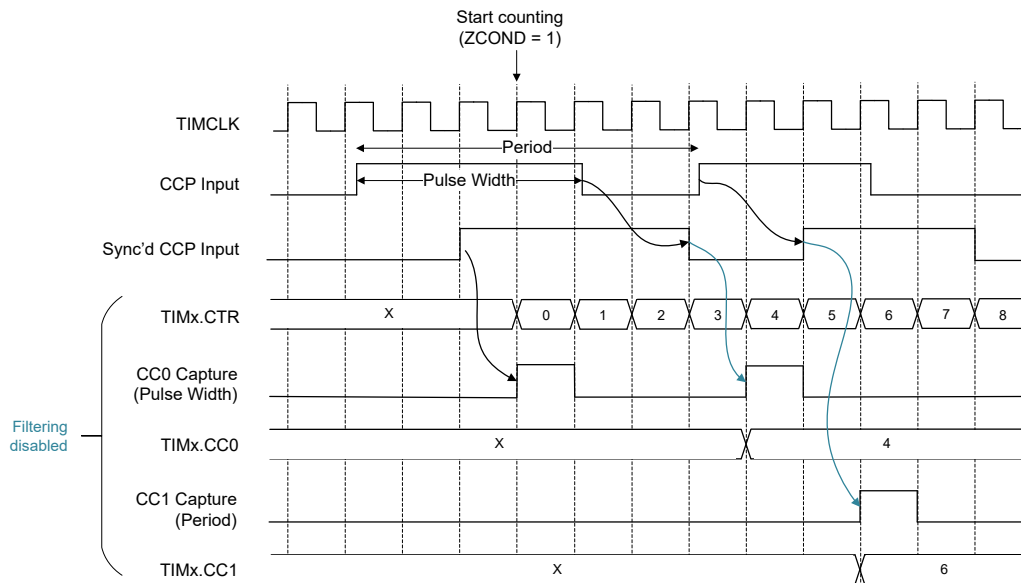 Start counting
(ZCOND = 1)
TIMCLK
Period
CCP Input
Pulse Width
Sync'd CCP Input
TIMx.CTR
X 0 1 2 3 4 5 6 7 8
CC0 Capture
(Pulse Width)
Filtering
disabled
TIMx.CC0
X 4
CC1 Capture
(Period)
TIMx.CC1
X 6